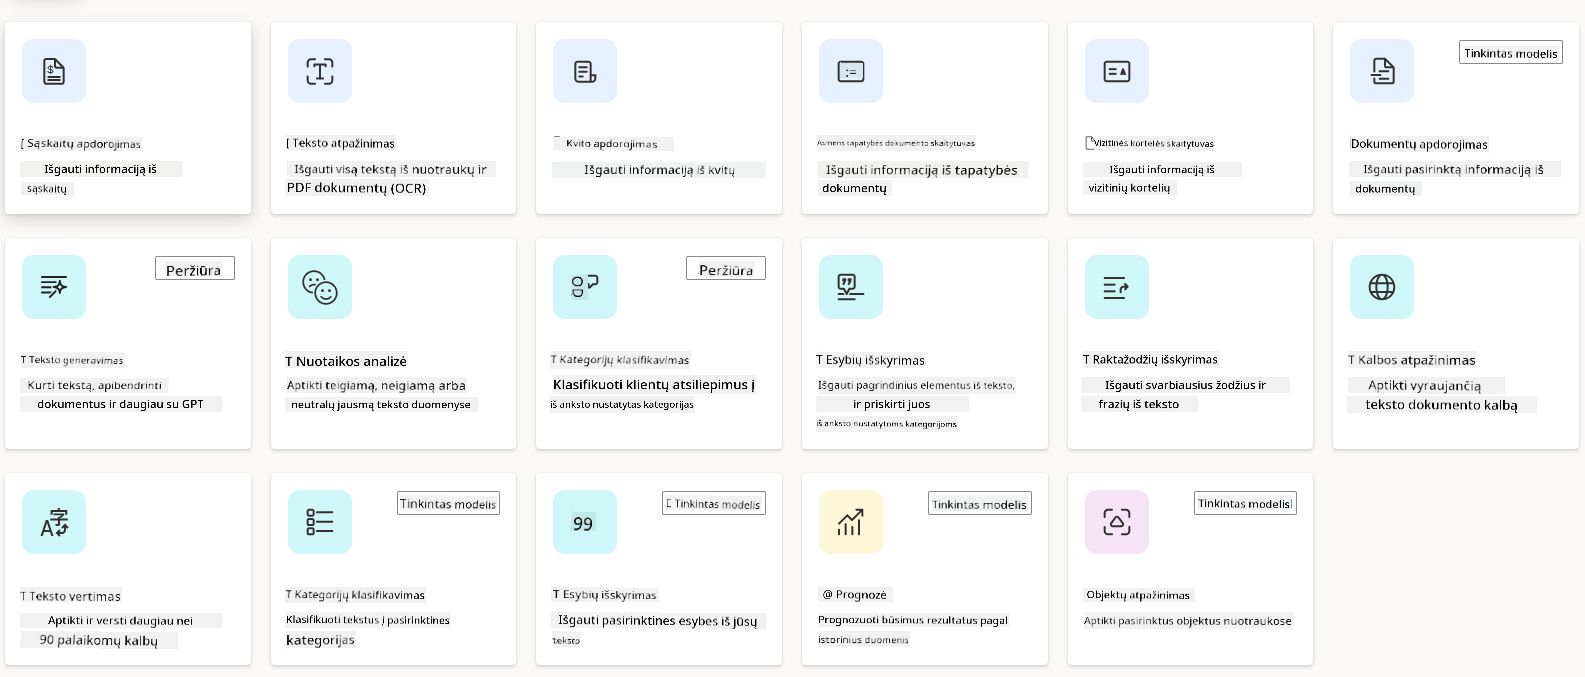 Sąskaitų apdorojimas
Išgauti informaciją iš
sąskaitų
Teksto atpažinimas
Išgauti visą tekstą iš nuotraukų ir
PDF dokumentų (OCR)
Kvito apdorojimas
Išgauti informaciją iš kvitų
Asmens tapatybės dokumento skaitytuvas
Išgauti informaciją iš tapatybės
dokumentų
Vizitinės kortelės skaitytuvas
Išgauti informaciją iš
vizitinių kortelių
Tinkintas modelis
Dokumentų apdorojimas
Išgauti pasirinktą informaciją iš
dokumentų
Peržiūra
T Teksto generavimas
Kurti tekstą, apibendrinti
dokumentus ir daugiau su GPT
T Nuotaikos analizė
Aptikti teigiamą, neigiamą arba
neutralų jausmą teksto duomenyse
Peržiūra
T Kategorijų klasifikavimas
Klasifikuoti klientų atsiliepimus į
iš anksto nustatytas kategorijas
T Esybių išskyrimas
Išgauti pagrindinius elementus iš teksto,
ir priskirti juos
iš anksto nustatytoms kategorijoms
T Raktažodžių išskyrimas
Išgauti svarbiausius žodžius ir
frazių iš teksto
T Kalbos atpažinimas
Aptikti vyraujančią
teksto dokumento kalbą
T Teksto vertimas
Aptikti ir versti daugiau nei
90 palaikomų kalbų
Tinkintas modelis
T Kategorijų klasifikavimas
Klasifikuoti tekstus į pasirinktines
kategorijas
Tinkintas modelis
99
T Esybių išskyrimas
Išgauti pasirinktines esybes iš jūsų
teksto
Tinkintas modelis
@ Prognozė
Prognozuoti būsimus rezultatus pagal
istorinius duomenis
Tinkintas modelis
Objektų atpažinimas
Aptikti pasirinktus objektus nuotraukose